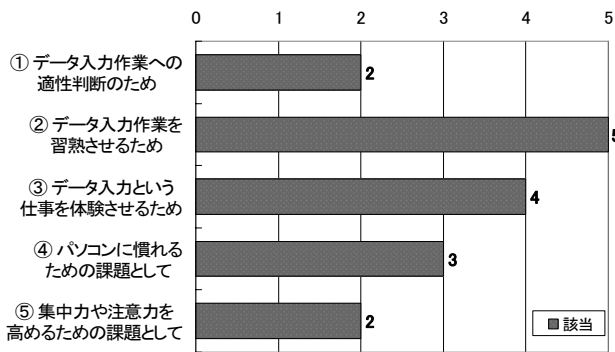 0 1 2 3 4 5
① データ入力作業への
適性判断のため
2
② データ入力作業を
習熟させるため
5
③ データ入力という
仕事を体験させるため
4
④ パソコンに慣れる
ための課題として
3
⑤ 集中力や注意力を
高めるための課題として
2
該当